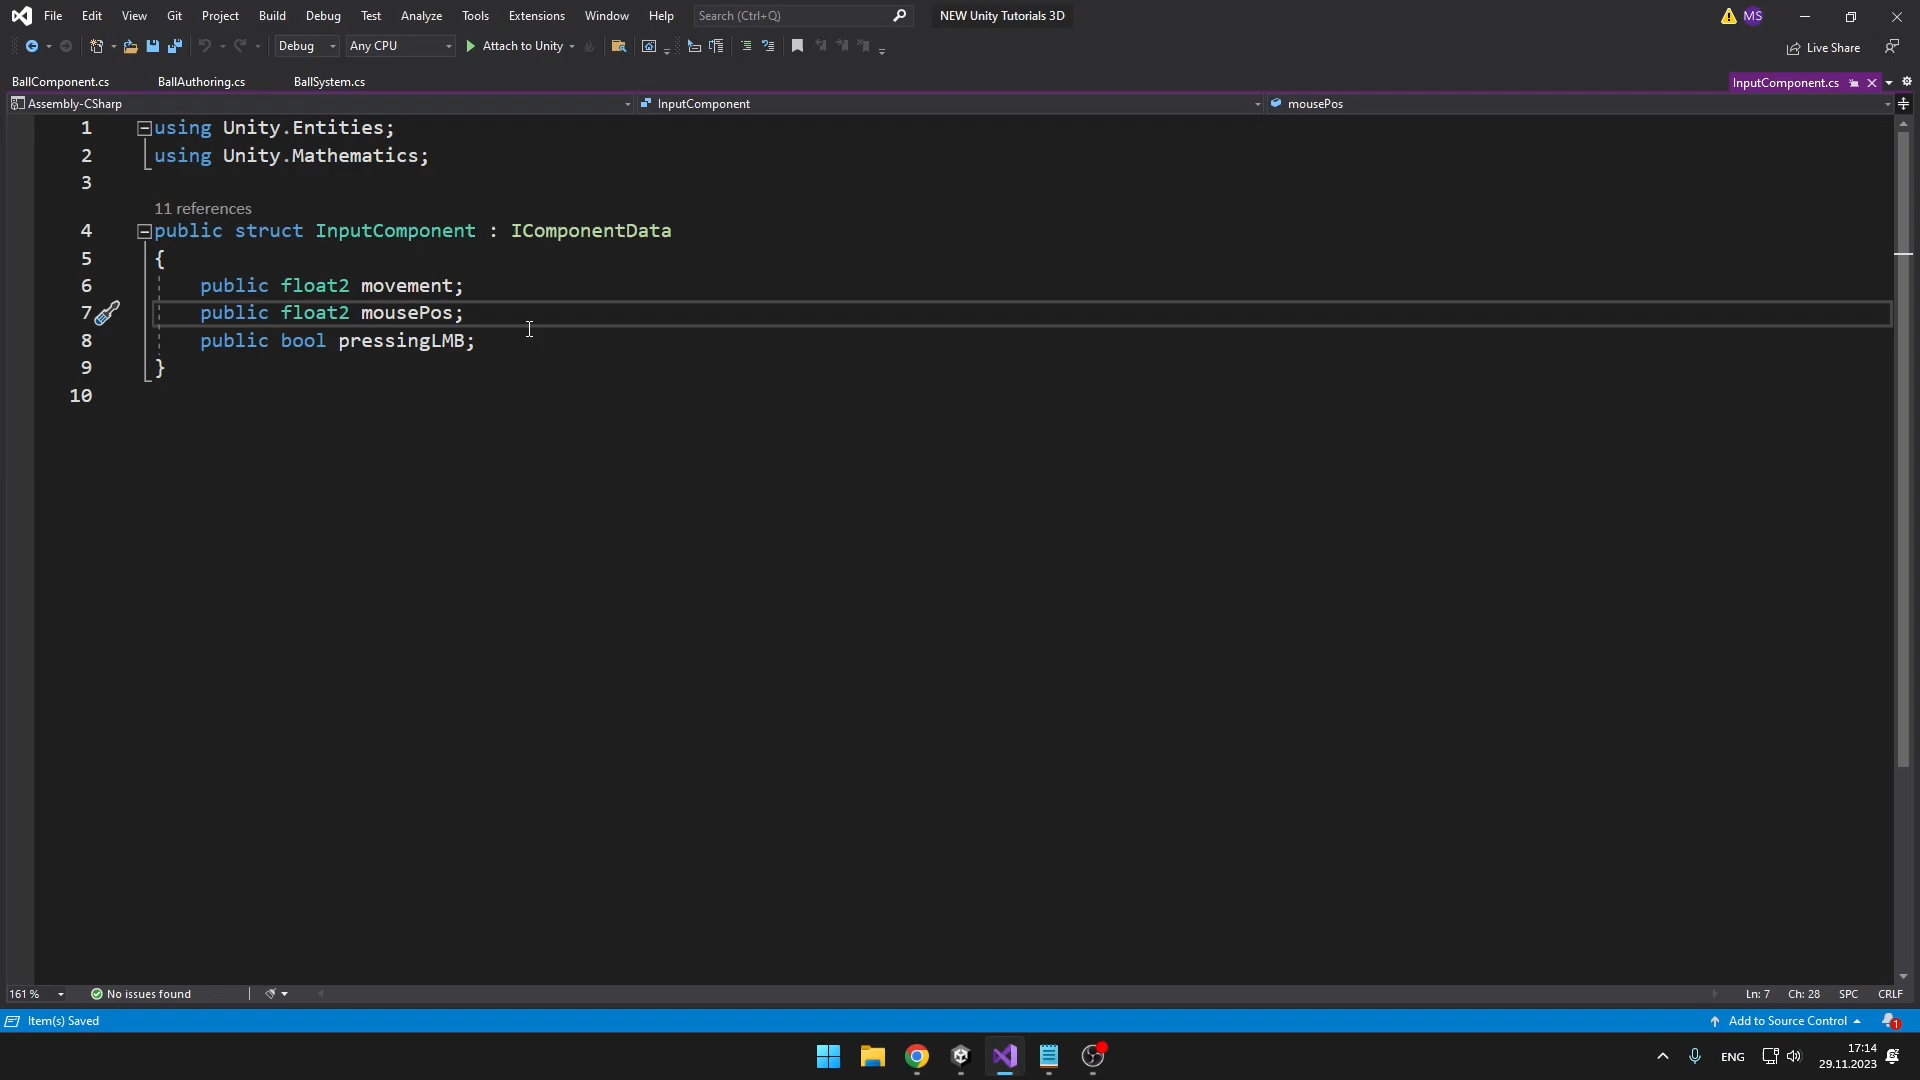 File Edit View Git Project Build Debug Test Analyze Tools Extensions Window Help Search (Ctrl+Q) NEW Unity Tutorials 3D MS
Debug Any CPU Attach to Unity Live Share
BallComponent.cs BallAuthoring.cs BallSystem.cs InputComponent.cs
Assembly-CSharp InputComponent mousePos
1 using Unity.Entities;
2 using Unity.Mathematics;
3
11 references
4 public struct InputComponent : IComponentData
5 {
6 public float2 movement;
7 public float2 mousePos;
8 public bool pressingLMB;
9 }
10
161 % No issues found Ln: 7 Ch: 28 SPC CRLF
Item(s) Saved Add to Source Control 1
ENG 17:14
29.11.2023